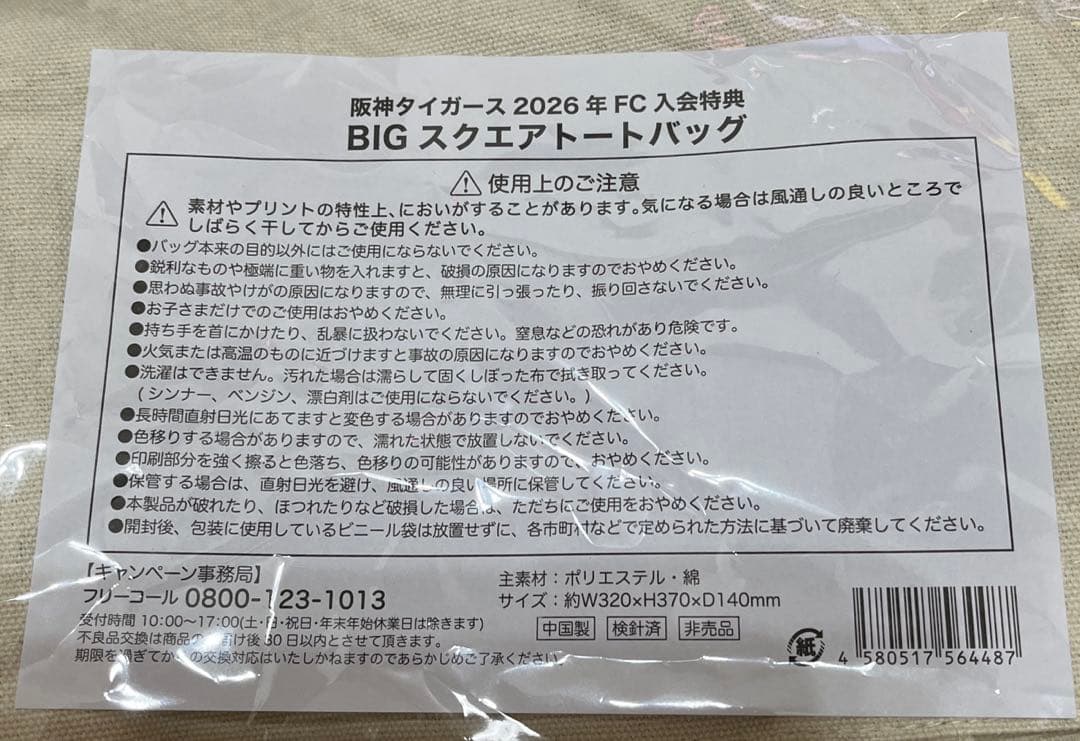 阪神タイガース 2026 年 FC 入会特典
BIG スクエアトートバッグ
使用上のご注意
素材やプリントの特性上、においがすることがあります。気になる場合は風通しの良いところで
しばらく干してからご使用ください。
●バッグ本来の目的以外にはご使用にならないでください。
●鋭利なものや極端に重い物を入れますと、破損の原因になりますのでおやめください。
●思わぬ事故やけがの原因になりますので、無理に引っ張ったり、振り回さないでください。
●お子さまだけでのご使用はおやめください。
●持ち手を首にかけたり、乱暴に扱わないでください。窒息などの恐れがあり危険です。
●火気または高温のものに近づけますと事故の原因になりますのでおやめください。
●洗濯はできません。汚れた場合は濡らして固くしぼった布で拭き取ってください。
(シンナー、ベンジン、漂白剤はご使用にならないでください。)
●長時間直射日光にあてますと変色する場合がありますのでおやめください。
●色移りする場合がありますので、濡れた状態で放置しないでください。
●印刷部分を強く擦ると色落ち、色移りの可能性がありますので、おやめください。
●保管する場合は、直射日光を避け、風通しの良い場所に保管してください。
●本製品が破れたり、ほつれたりなど破損した場合は、ただちにご使用をおやめください。
●開封後、包装に使用しているビニール袋は放置せずに、各市町村などで定められた方法に基づいて廃棄してください。
【キャンペーン事務局】
フリーコール 0800-123-1013
受付時間 10:00〜17:00(土・日・祝日・年末年始休業日は除きます)
不良品交換は商品のお届け後 30 日以内とさせて頂きます。
期限を過ぎてからの交換対応はいたしかねますのであらかじめご了承ください。
主素材：ポリエステル・綿
サイズ：約W320×H370×D140mm
中国製 検針済 非売品
紙
4 580517 564487